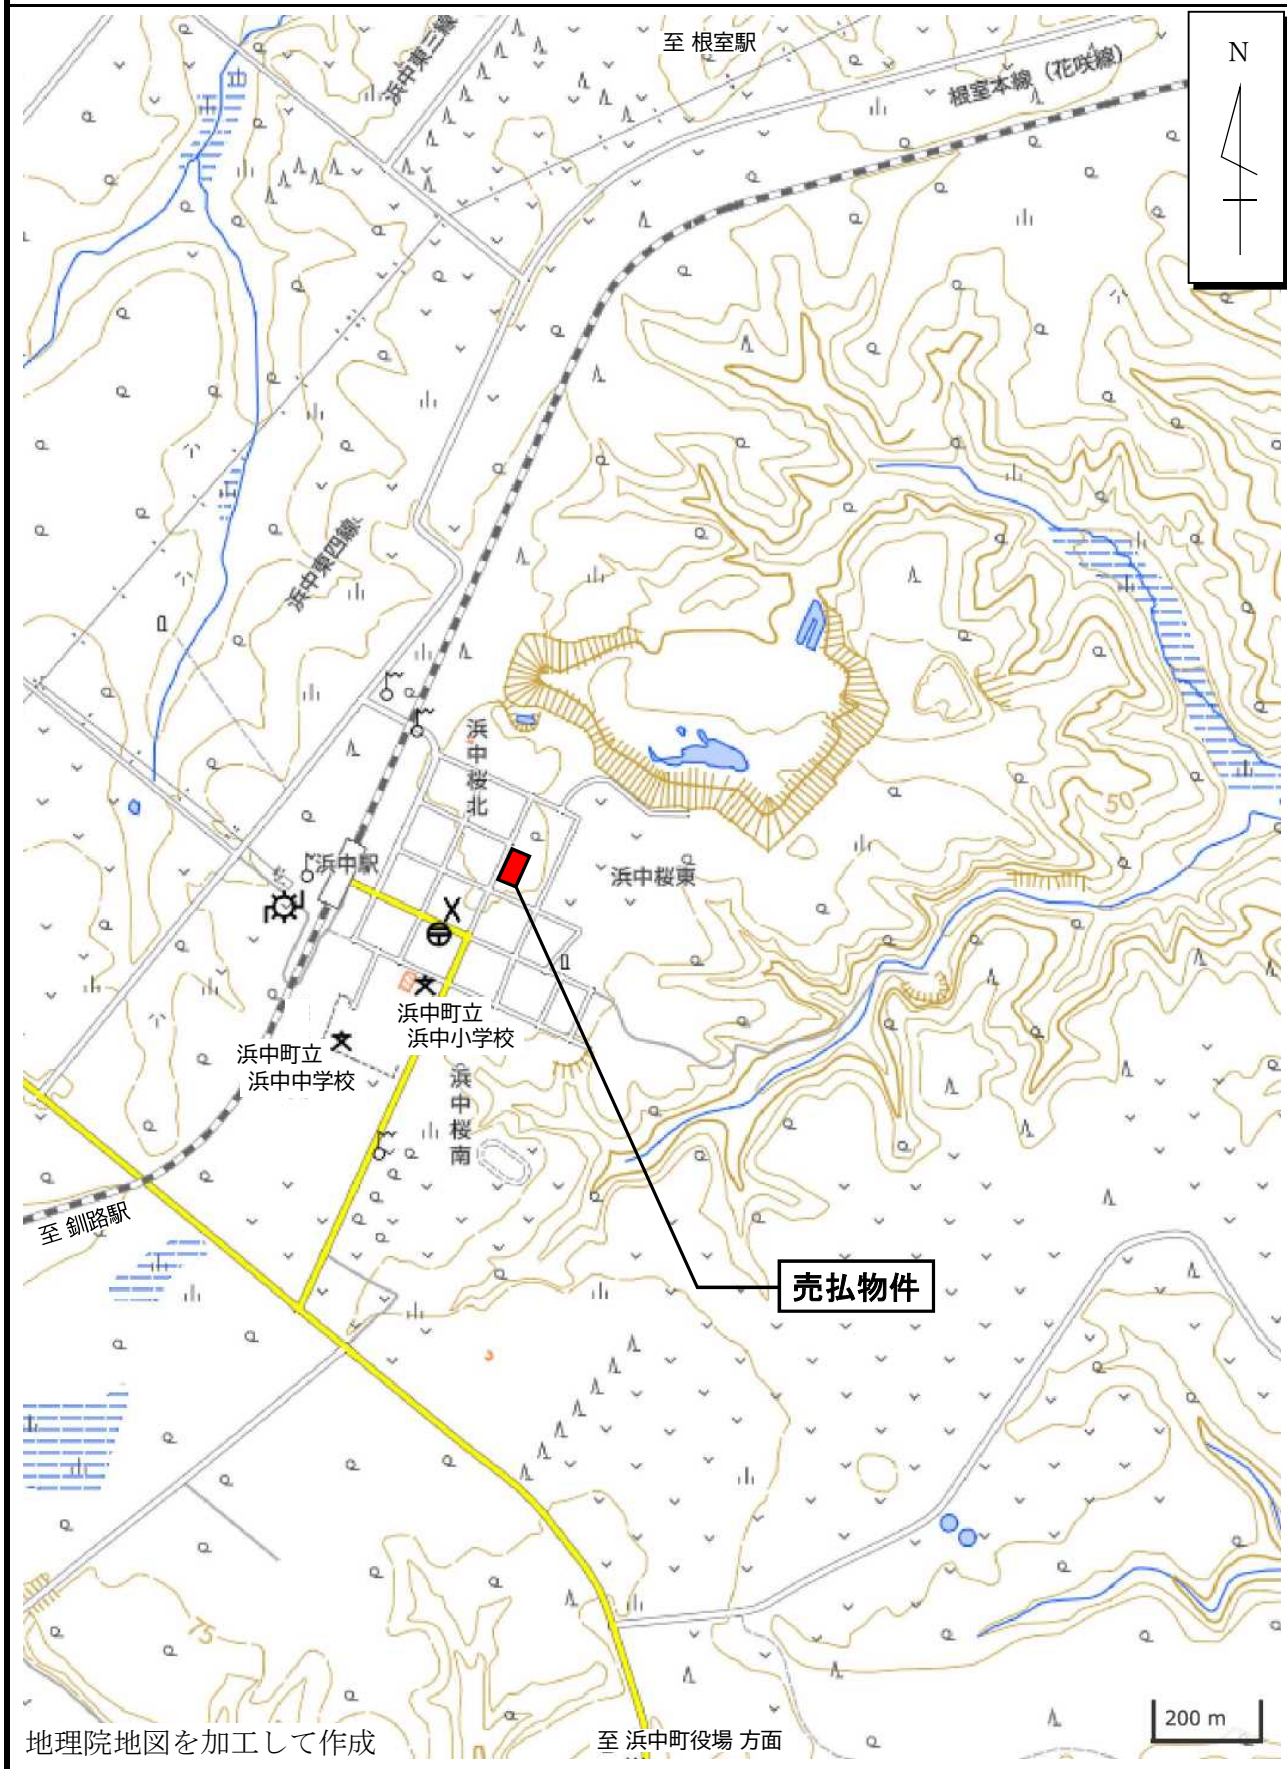 至 根室駅
浜中東三線
根室本線（花咲線）
N
浜中東四線
浜中桜北
浜中駅
浜中桜東
50
浜中町立
浜中小学校
浜中町立
浜中中学校
浜中桜南
至 釧路駅
売払物件
75
200 m
地理院地図を加工して作成
至 浜中町役場 方面